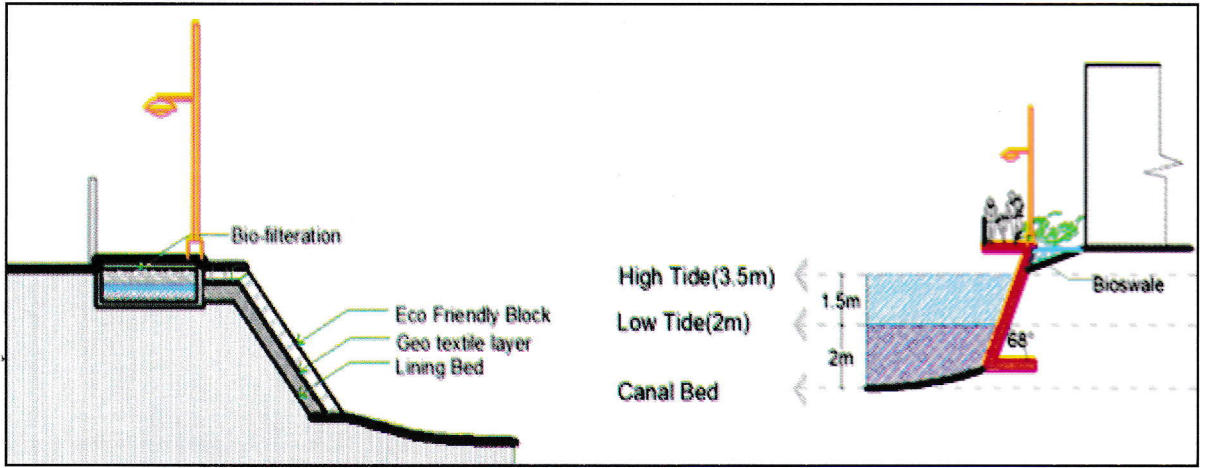 Bio-filteration
Eco Friendly Block
Geo textile layer
Lining Bed
High Tide(3.5m)
1.5m
Low Tide(2m)
2m
Canal Bed
68°
Bioswale